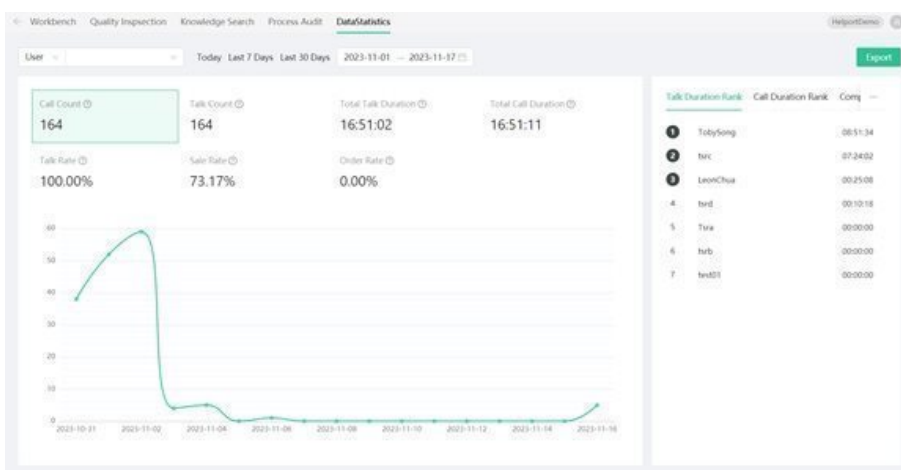 Workbench Quality Inspvection Knowledge Search Process Audit DataStatistics
HelportDemo
User Today Last 7 Days Last 30 Days 2023-11-01 — 2023-11-17 Export
Call Count Talk Count Total Talk Duration Total Call Duration
164 164 16:51:02 16:51:11
Talk Rate Sale Rate Order Rate
100.00% 73.17% 0.00%
60
50
40
30
20
10
0
2023-10-31 2023-11-02 2023-11-04 2023-11-06 2023-11-08 2023-11-10 2023-11-12 2023-11-14 2023-11-16
Talk Duration Rank Call Duration Rank
1 TobySong 08:51:34
2 tsrc 07:24:02
3 LeonChua 00:25:08
4 tsrd 00:10:18
5 Tsra 00:00:00
6 tsrb 00:00:00
7 test01 00:00:00